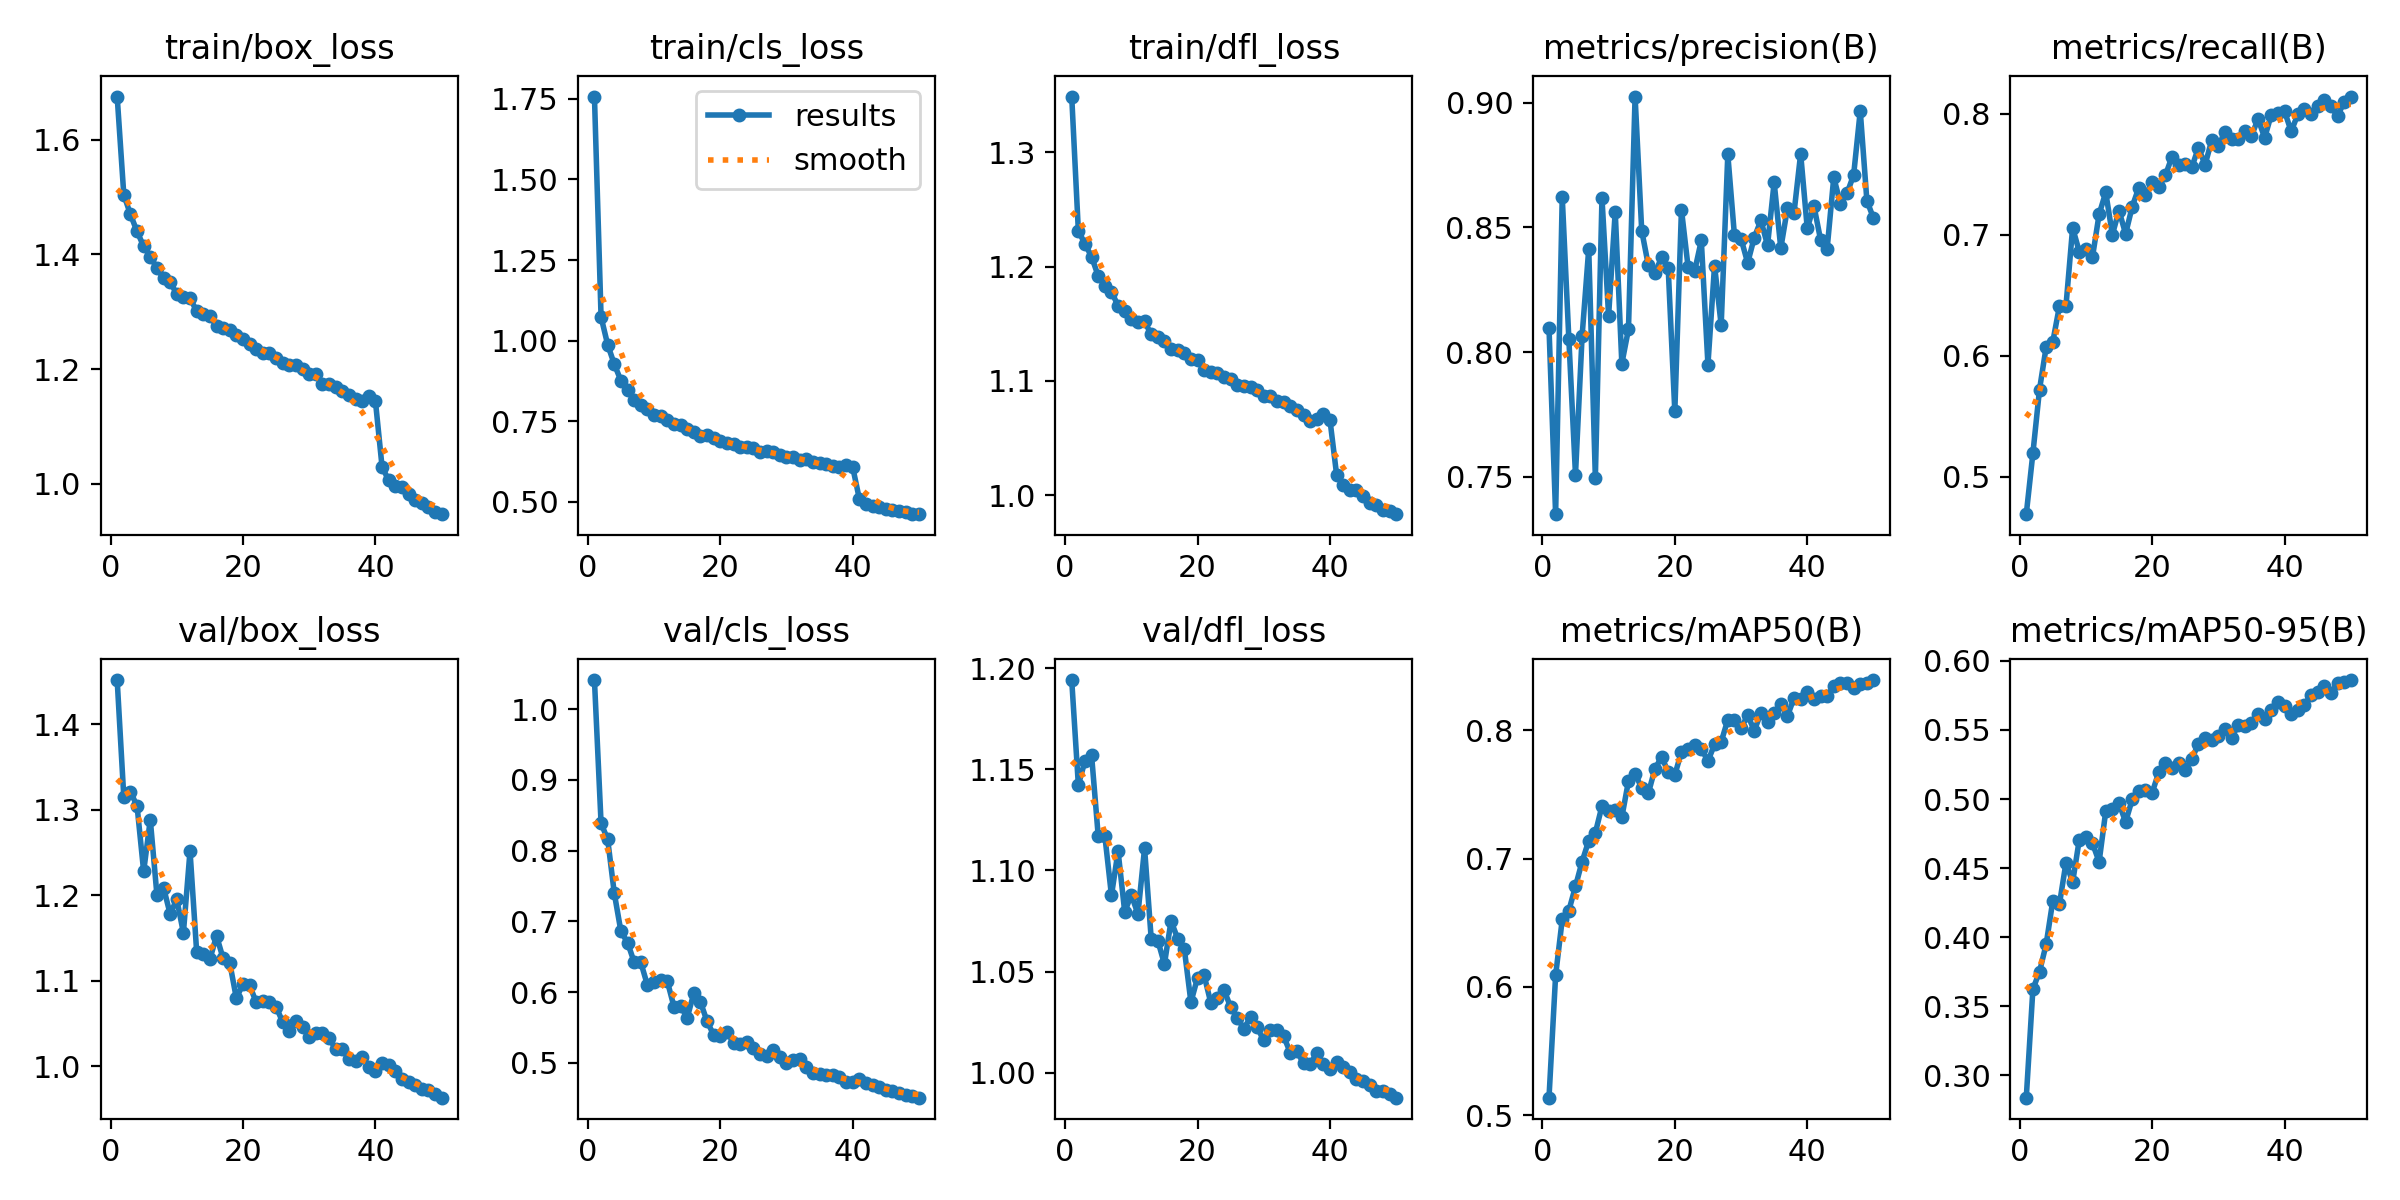 train/box_loss
1.6
1.4
1.2
1.0
0 20 40
train/cls_loss
results
smooth
1.75
1.50
1.25
1.00
0.75
0.50
0 20 40
train/dfl_loss
1.3
1.2
1.1
1.0
0 20 40
metrics/precision(B)
0.90
0.85
0.80
0.75
0 20 40
metrics/recall(B)
0.8
0.7
0.6
0.5
0 20 40
val/box_loss
1.4
1.3
1.2
1.1
1.0
0 20 40
val/cls_loss
1.0
0.9
0.8
0.7
0.6
0.5
0 20 40
val/dfl_loss
1.20
1.15
1.10
1.05
1.00
0 20 40
metrics/mAP50(B)
0.8
0.7
0.6
0.5
0 20 40
metrics/mAP50-95(B)
0.60
0.55
0.50
0.45
0.40
0.35
0.30
0 20 40